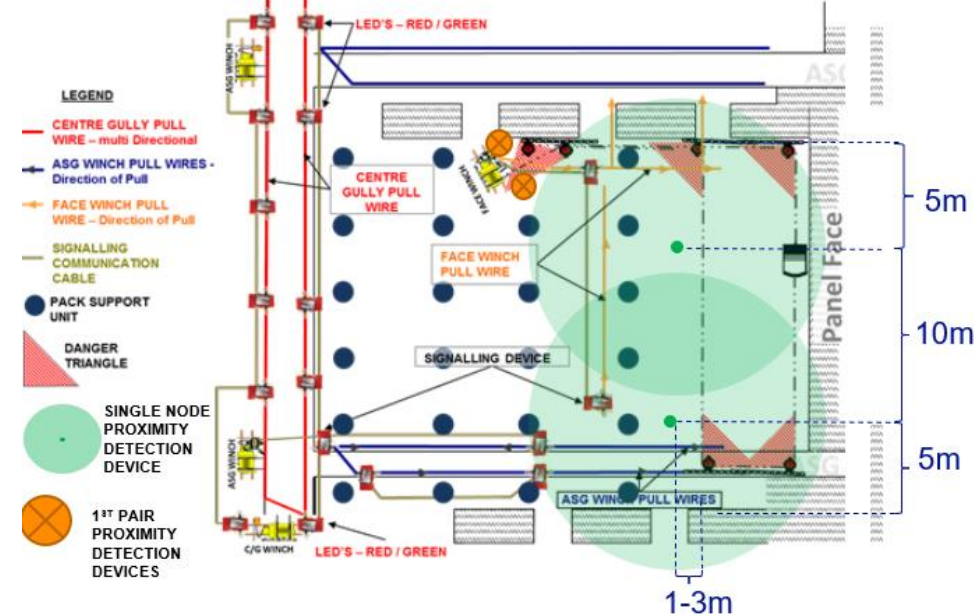 LED'S – RED / GREEN
ASG WINCH
ASG
LEGEND
CENTRE GULLY PULL
WIRE – multi Directional
ASG WINCH PULL WIRES -
Direction of Pull
FACE WINCH PULL
WIRE – Direction of Pull
SIGNALLING
COMMUNICATION
CABLE
PACK SUPPORT
UNIT
DANGER
TRIANGLE
SINGLE NODE
PROXIMITY
DETECTION
DEVICE
1ST PAIR
PROXIMITY
DETECTION
DEVICES
CENTRE
GULLY PULL
WIRE
FACE WINCH
FACE WINCH
PULL WIRE
SIGNALLING DEVICE
Panel Face
5m
10m
5m
ASG WINCH
ASG
ASG WINCH PULL WIRES
C/G WINCH
LED'S – RED / GREEN
1-3m